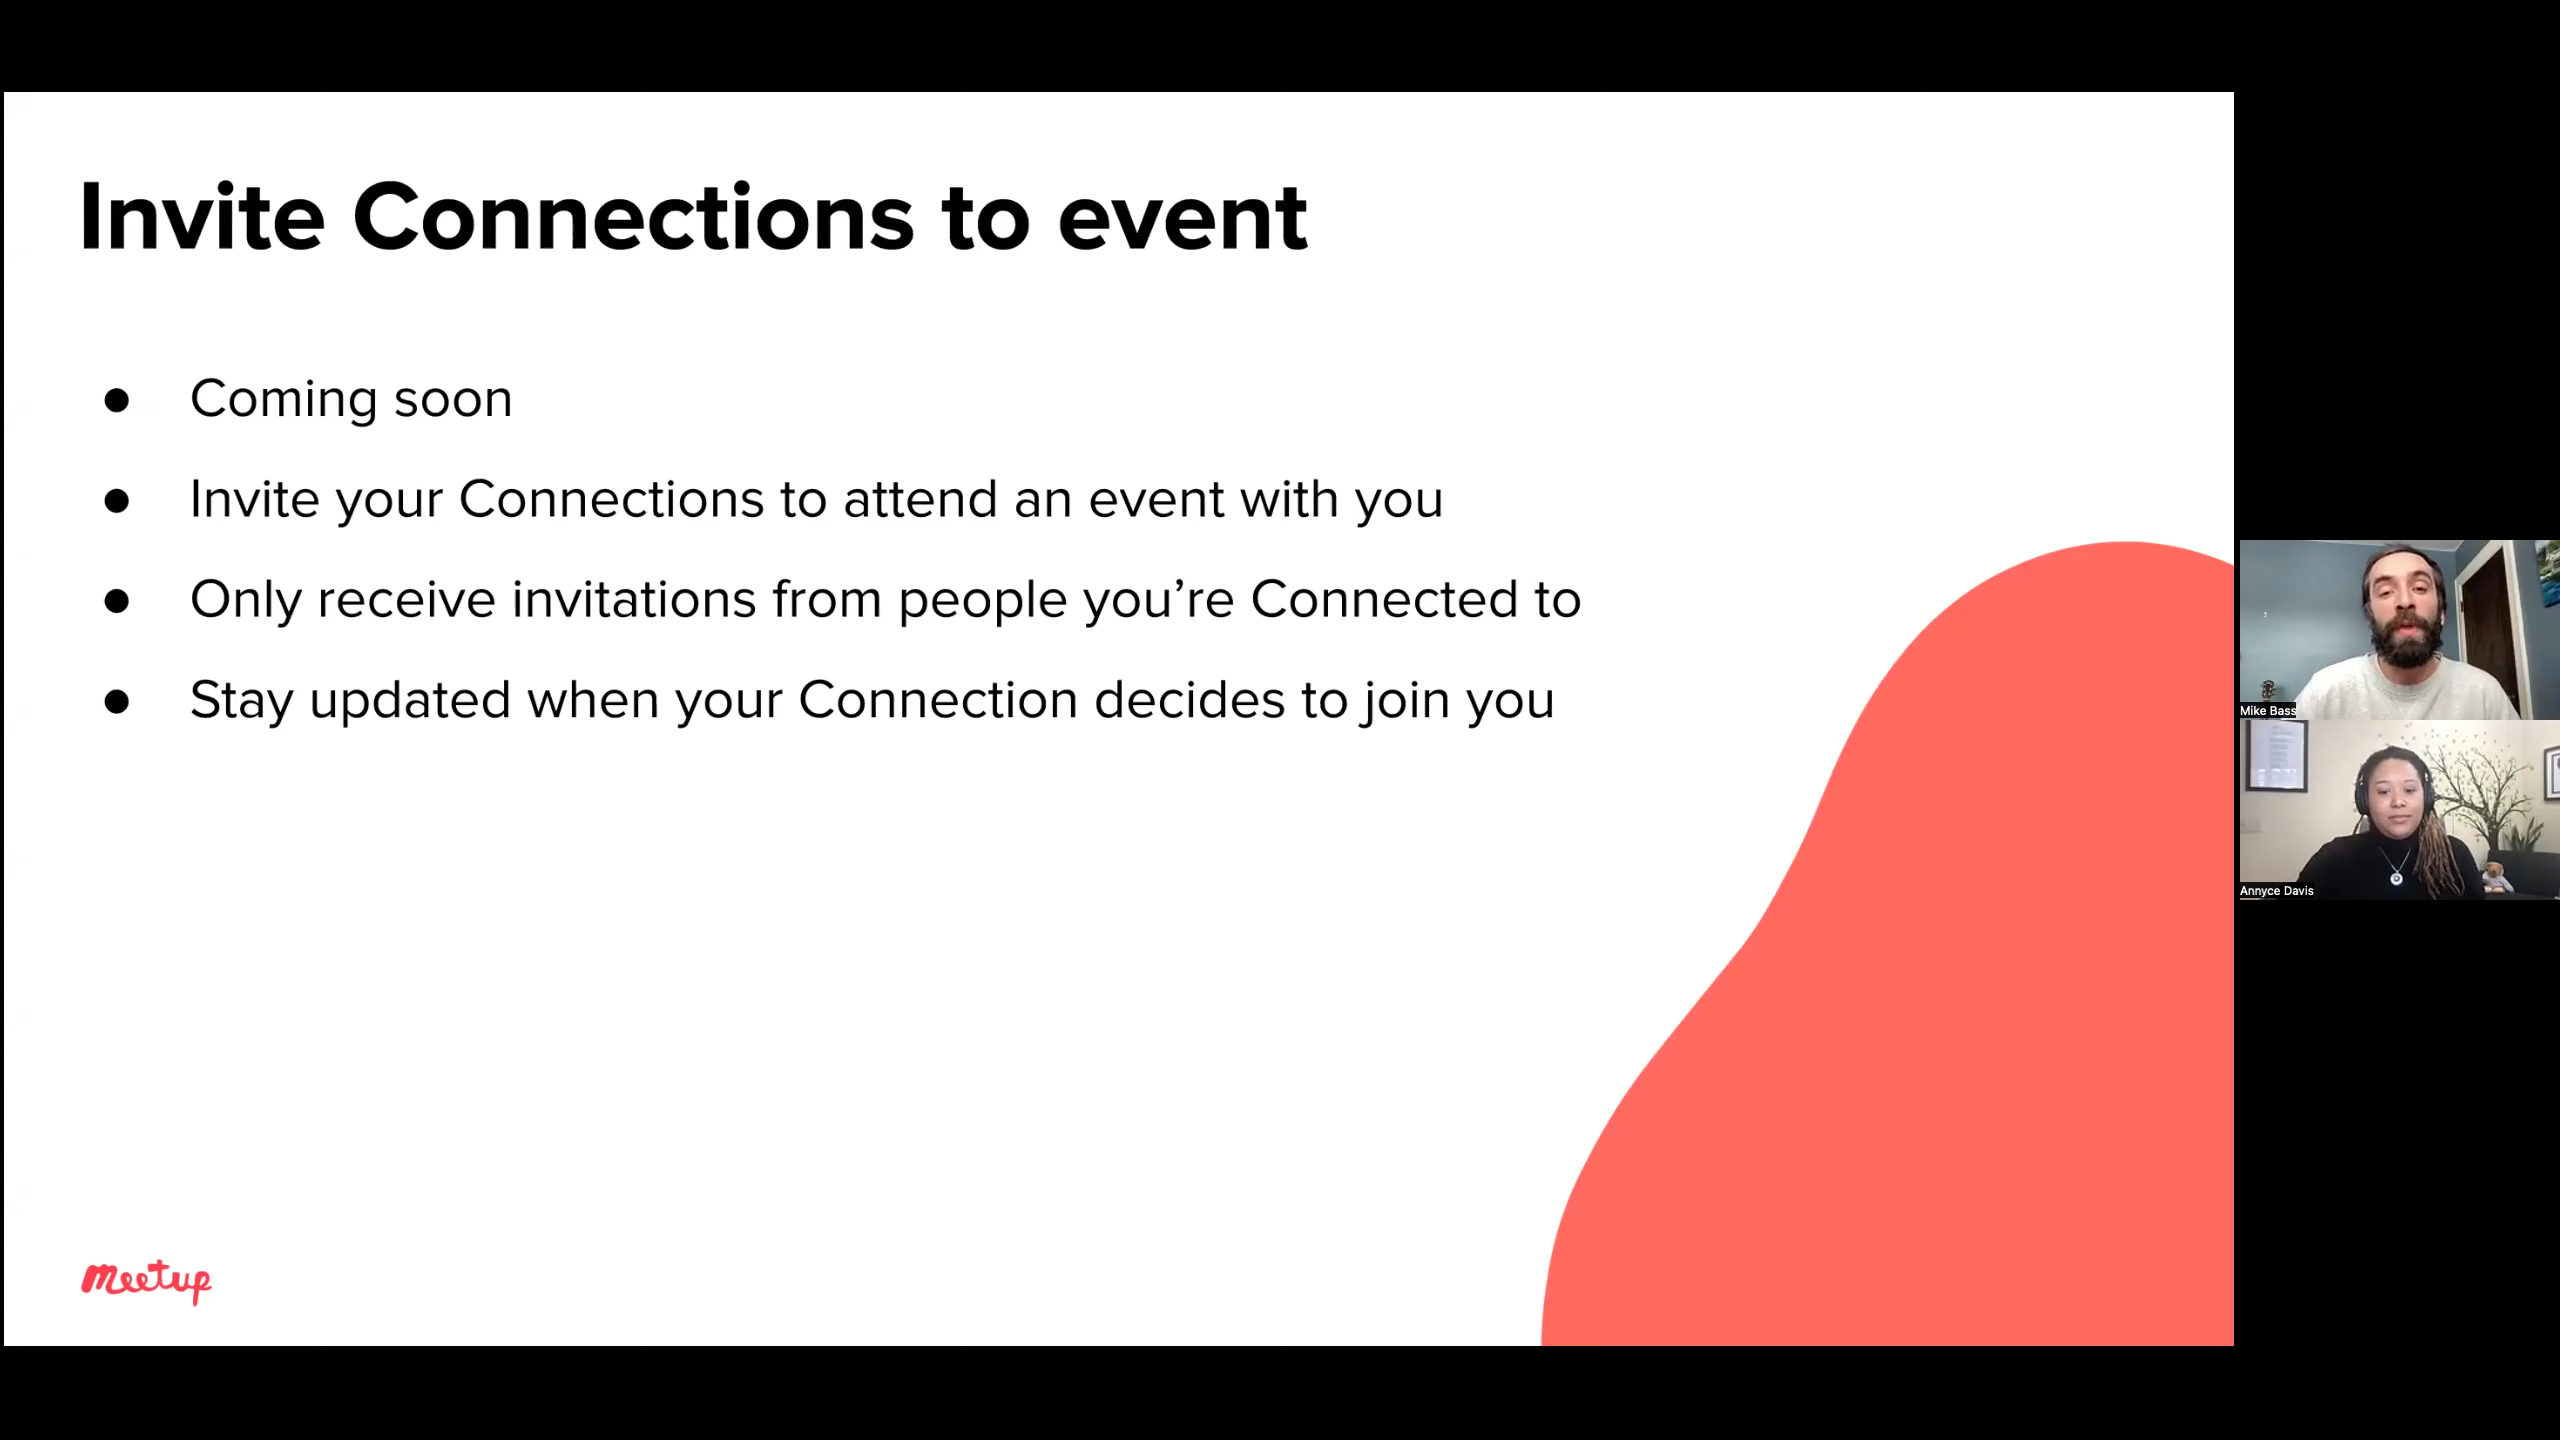 Invite Connections to event
● Coming soon
● Invite your Connections to attend an event with you
● Only receive invitations from people you’re Connected to
● Stay updated when your Connection decides to join you
meetup
Mike Bass
Annyce Davis